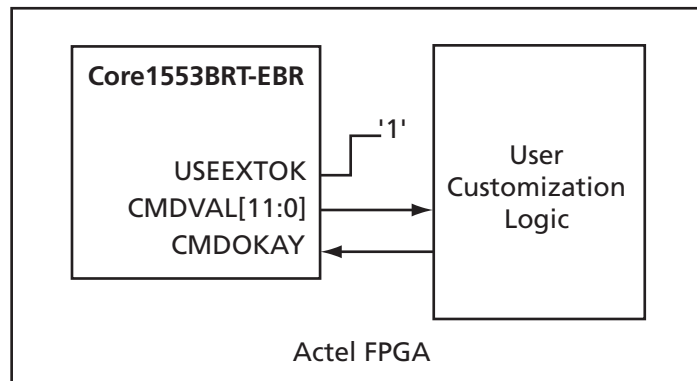 Core1553BRT-EBR
'1'
USEEXTOK
CMDVAL[11:0]
CMDOKAY
User
Customization
Logic
Actel FPGA